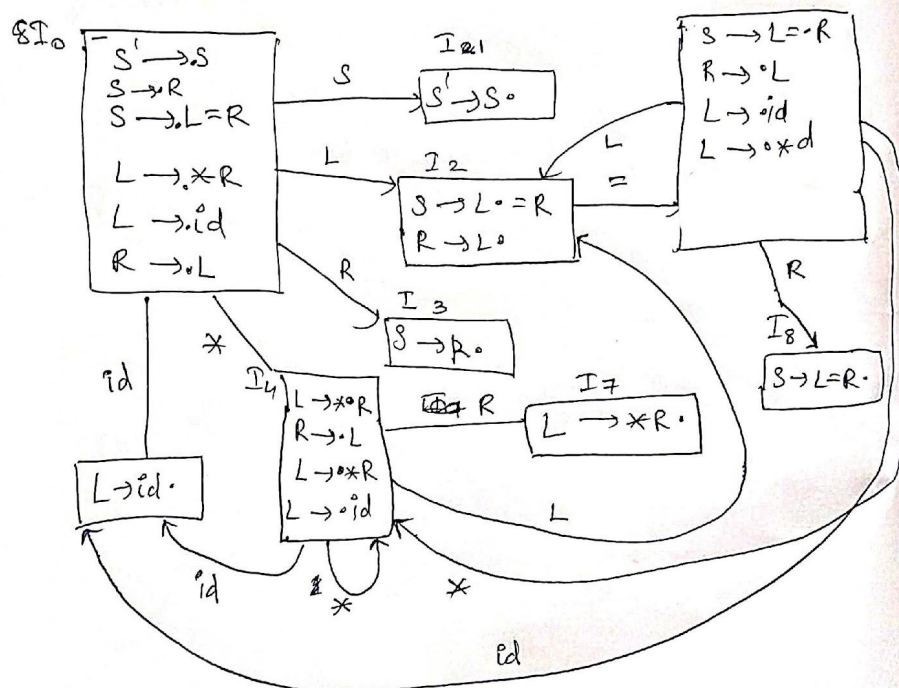 I0
S' → .S
S → .R
S → .L=R
L → .*R
L → .id
R → .L
S
I1
S' → S.
L
I2
S → L. = R
R → L.
=
L
S → L=.R
R → .L
L → .id
L → .*d
R
I3
S → R.
R
I8
S → L=R.
id
*
I4
L → *.R
R → .L
L → .*R
L → .id
R
I7
L → *R.
L → id.
id
*
L
*
id